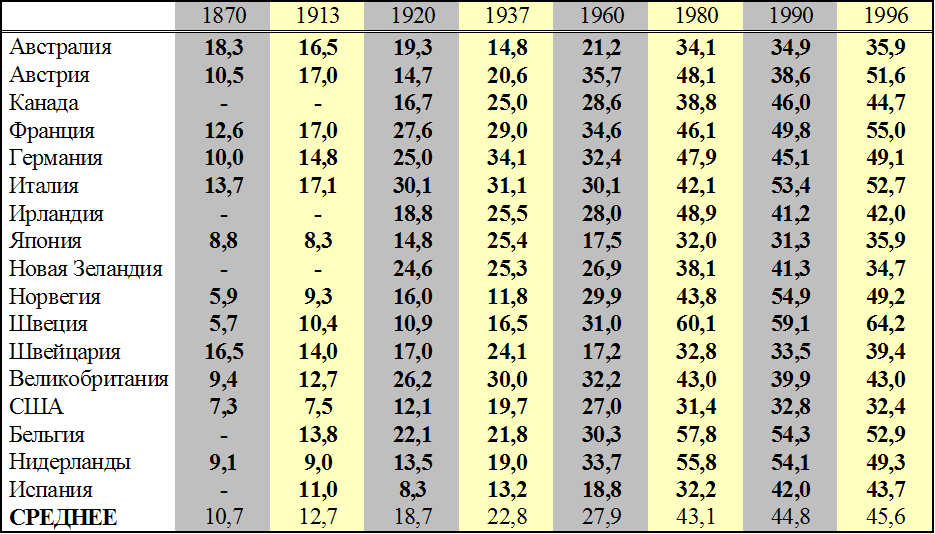 1870 1913 1920 1937 1960 1980 1990 1996
Австралия 18,3 16,5 19,3 14,8 21,2 34,1 34,9 35,9
Австрия 10,5 17,0 14,7 20,6 35,7 48,1 38,6 51,6
Канада - - 16,7 25,0 28,6 38,8 46,0 44,7
Франция 12,6 17,0 27,6 29,0 34,6 46,1 49,8 55,0
Германия 10,0 14,8 25,0 34,1 32,4 47,9 45,1 49,1
Италия 13,7 17,1 30,1 31,1 30,1 42,1 53,4 52,7
Ирландия - - 18,8 25,5 28,0 48,9 41,2 42,0
Япония 8,8 8,3 14,8 25,4 17,5 32,0 31,3 35,9
Новая Зеландия - - 24,6 25,3 26,9 38,1 41,3 34,7
Норвегия 5,9 9,3 16,0 11,8 29,9 43,8 54,9 49,2
Швеция 5,7 10,4 10,9 16,5 31,0 60,1 59,1 64,2
Швейцария 16,5 14,0 17,0 24,1 17,2 32,8 33,5 39,4
Великобритания 9,4 12,7 26,2 30,0 32,2 43,0 39,9 43,0
США 7,3 7,5 12,1 19,7 27,0 31,4 32,8 32,4
Бельгия - 13,8 22,1 21,8 30,3 57,8 54,3 52,9
Нидерланды 9,1 9,0 13,5 19,0 33,7 55,8 54,1 49,3
Испания - 11,0 8,3 13,2 18,8 32,2 42,0 43,7
СРЕДНЕЕ 10,7 12,7 18,7 22,8 27,9 43,1 44,8 45,6